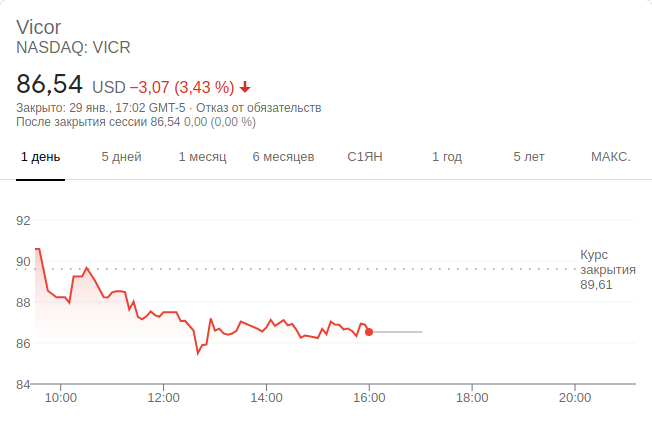 Vicor
NASDAQ: VICR
86,54 USD −3,07 (3,43 %)
Закрыто: 29 янв., 17:02 GMT-5 · Отказ от обязательств
После закрытия сессии 86,54 0,00 (0,00 %)
1 день 5 дней 1 месяц 6 месяцев С1ЯН 1 год 5 лет МАКС.
92
90
88
86
84
Курс
закрытия
89,61
10:00 12:00 14:00 16:00 18:00 20:00